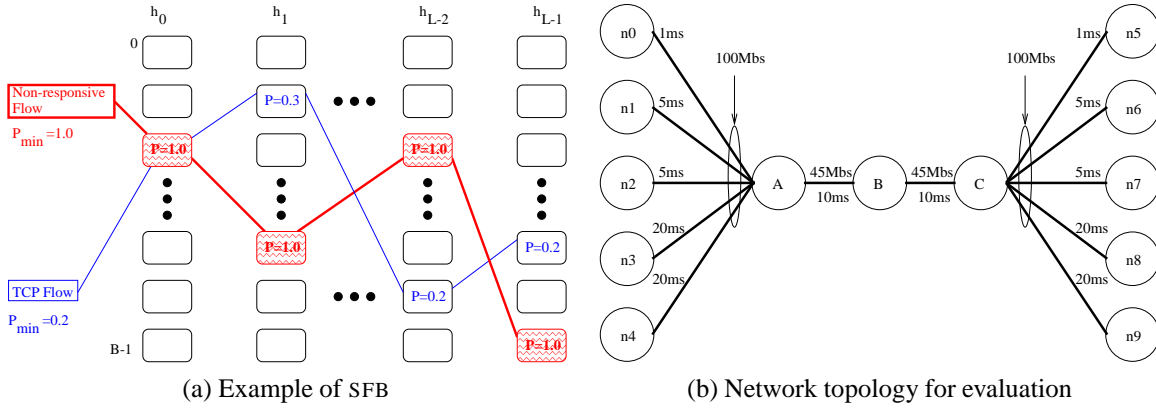 h0 h1 hL-2 hL-1
0
Non-responsive
Flow
Pmin =1.0
P=0.3
P=1.0
P=1.0
P=1.0
P=0.2
TCP Flow
P=0.2
Pmin =0.2
B-1
P=1.0
(a) Example of SFB
n0 1ms 1ms n5
100Mbs 100Mbs
n1 5ms 5ms n6
n2 5ms A 45Mbs B 45Mbs C 5ms n7
10ms 10ms
n3 20ms 20ms n8
20ms 20ms
n4 n9
(b) Network topology for evaluation